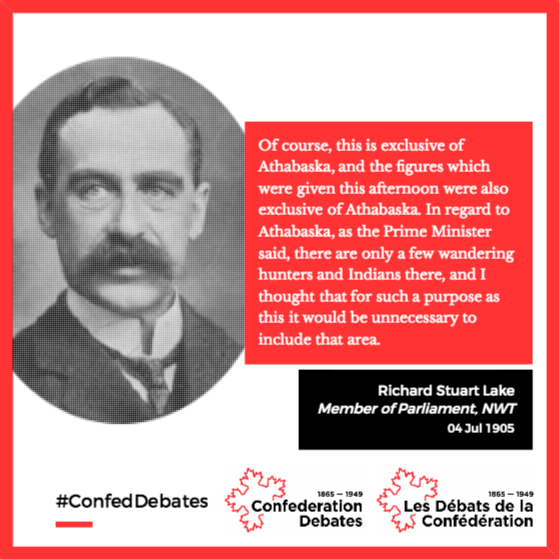 Of course, this is exclusive of
Athabaska, and the figures which
were given this afternoon were also
exclusive of Athabaska. In regard to
Athabaska, as the Prime Minister
said, there are only a few wandering
hunters and Indians there, and I
thought that for such a purpose as
this it would be unnecessary to
include that area.
Richard Stuart Lake
Member of Parliament, NWT
04 Jul 1905
#ConfedDebates
1865 — 1949
Confederation
Debates
1865 — 1949
Les Débats de la
Confédération